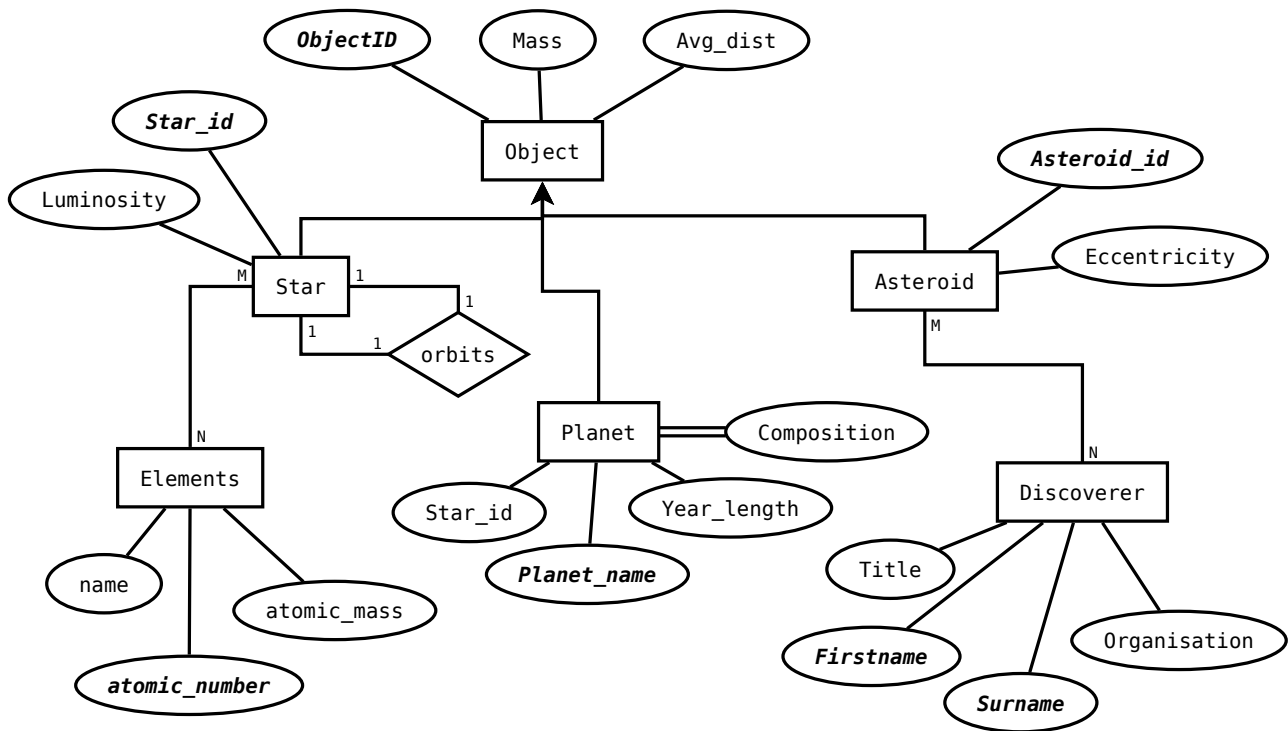 ObjectID
Mass
Avg_dist
Star_id
Object
Asteroid_id
Luminosity
Eccentricity
M
Star
1
Asteroid
1
1
1
M
orbits
Planet
Composition
N
N
Elements
Star_id
Year_length
Discoverer
name
Planet_name
Title
atomic_mass
Organisation
Firstname
atomic_number
Surname